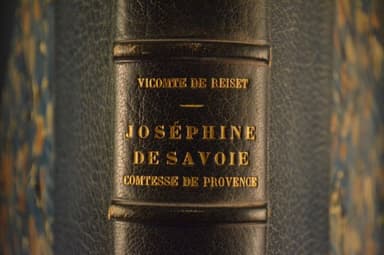 VICOMTE DE REISET
JOSÉPHINE
DE SAVOIE
COMTESSE DE PROVENCE